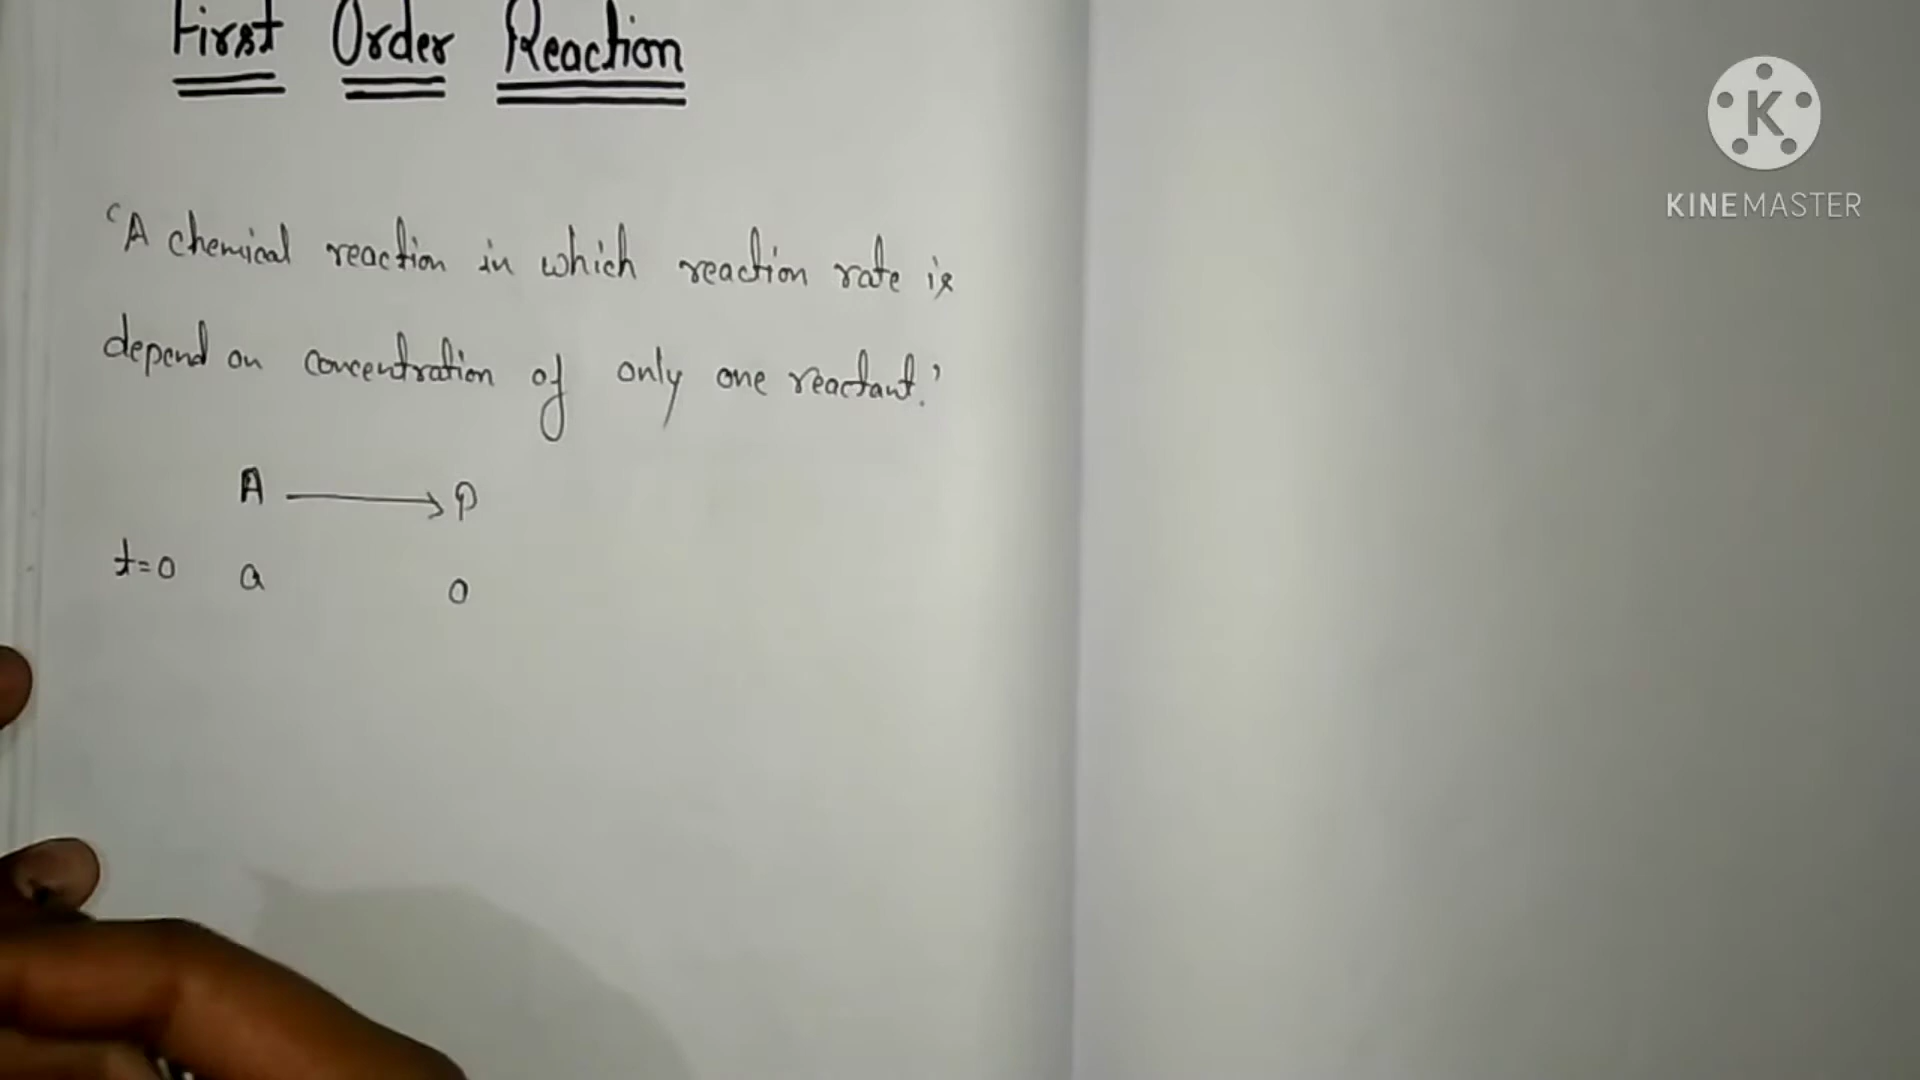 First Order Reaction
'A chemical reaction in which reaction rate is
depend on concentration of only one reactant.'
A → P
t=0 a 0
K
KINEMASTER